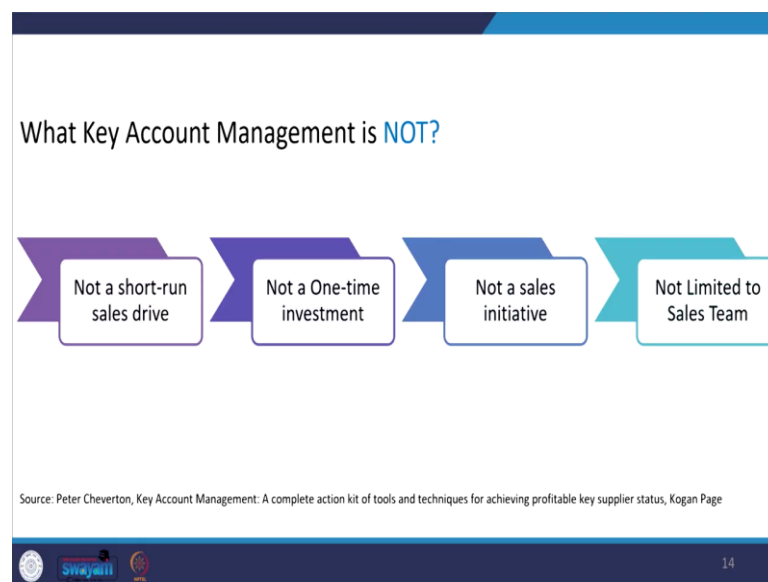 What Key Account Management is NOT?
Not a short-run
sales drive
Not a One-time
investment
Not a sales
initiative
Not Limited to
Sales Team
Source: Peter Cheverton, Key Account Management: A complete action kit of tools and techniques for achieving profitable key supplier status, Kogan Page
swayam
14